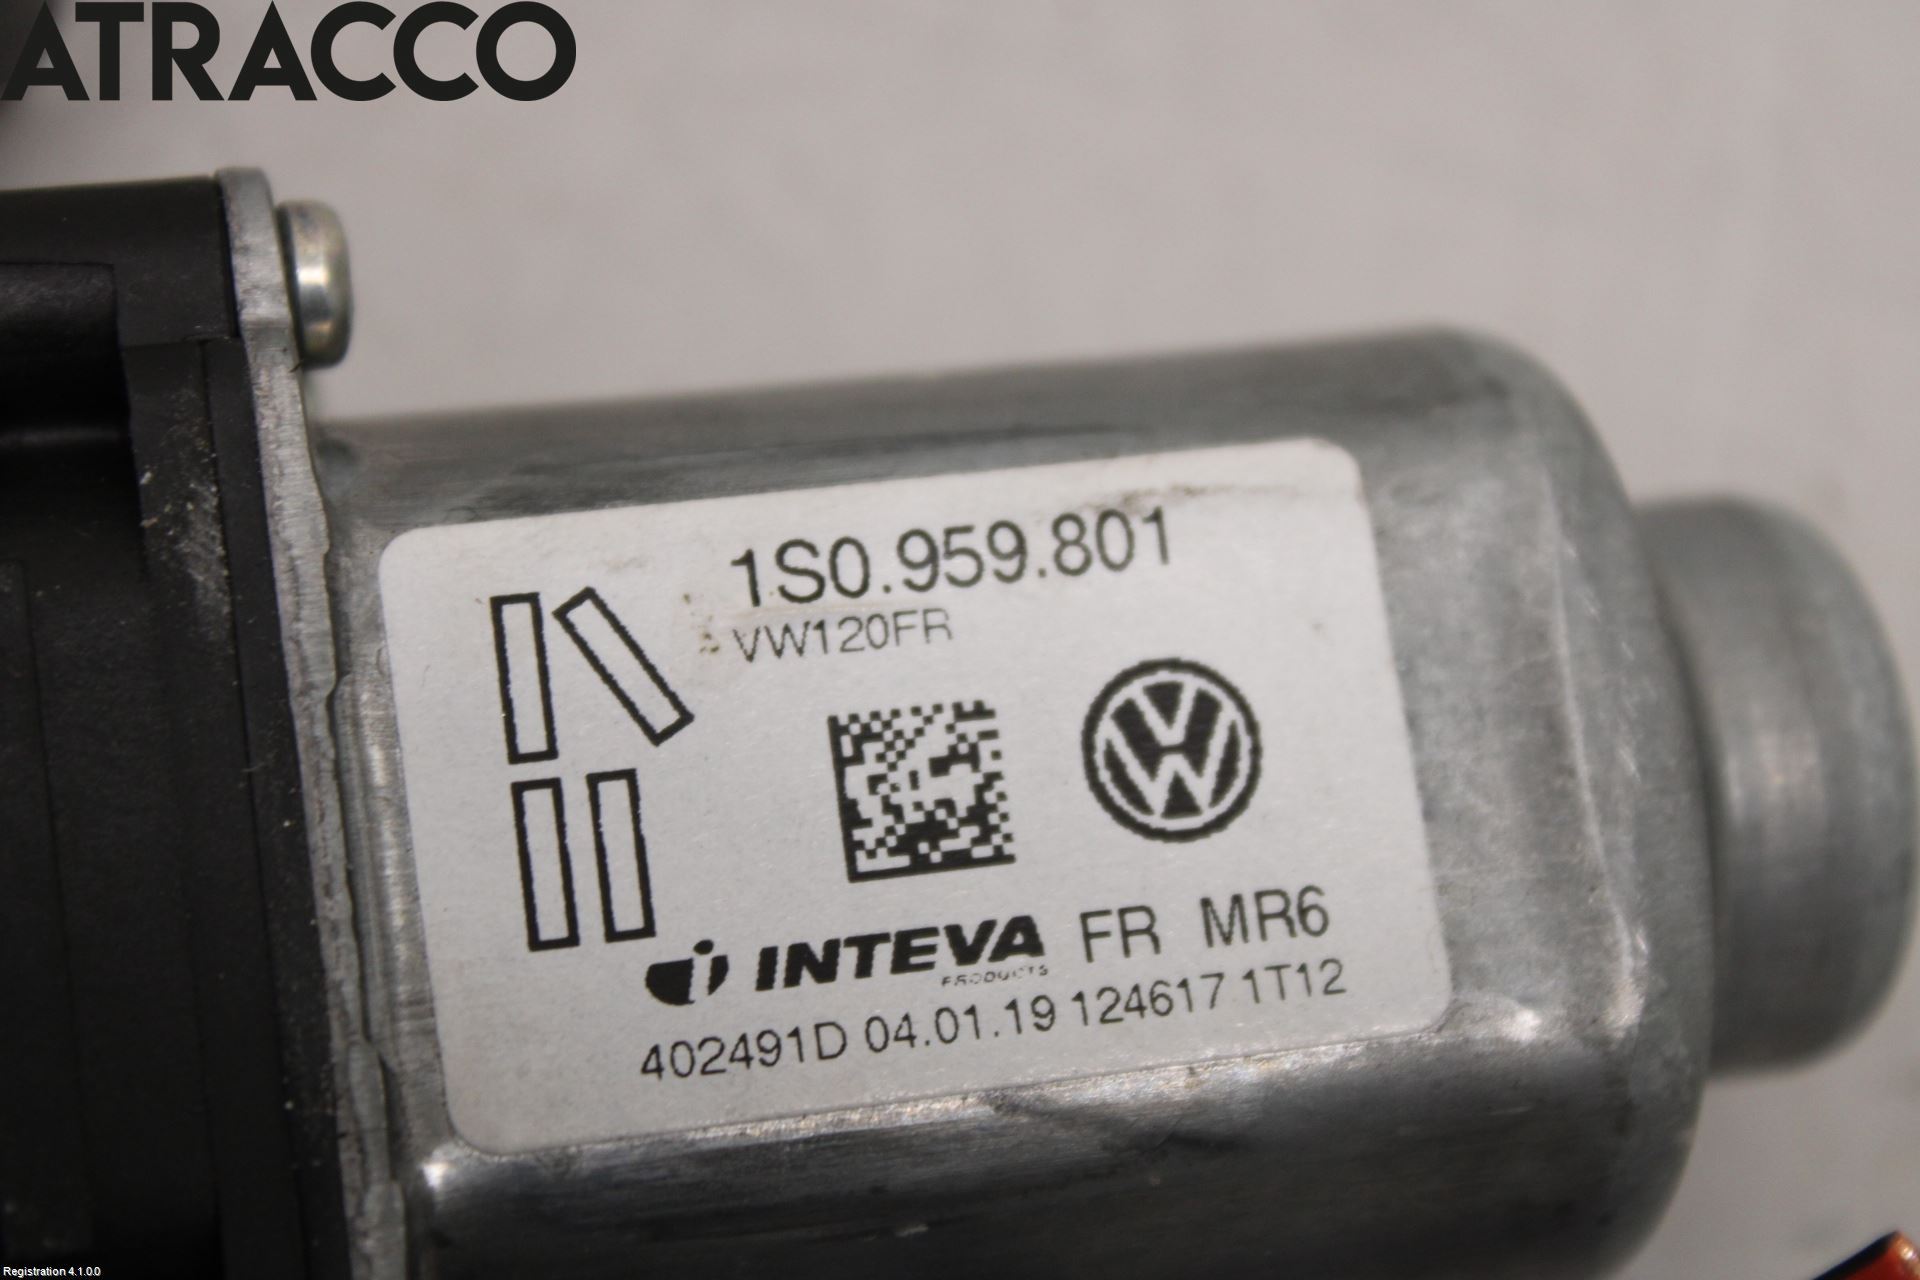 ATRACCO
1S0.959.801
VW120FR
INTEVA FR MR6
PRODUCTS
402491D 04.01.19 124617 1T12
Registration 4.1.0.0